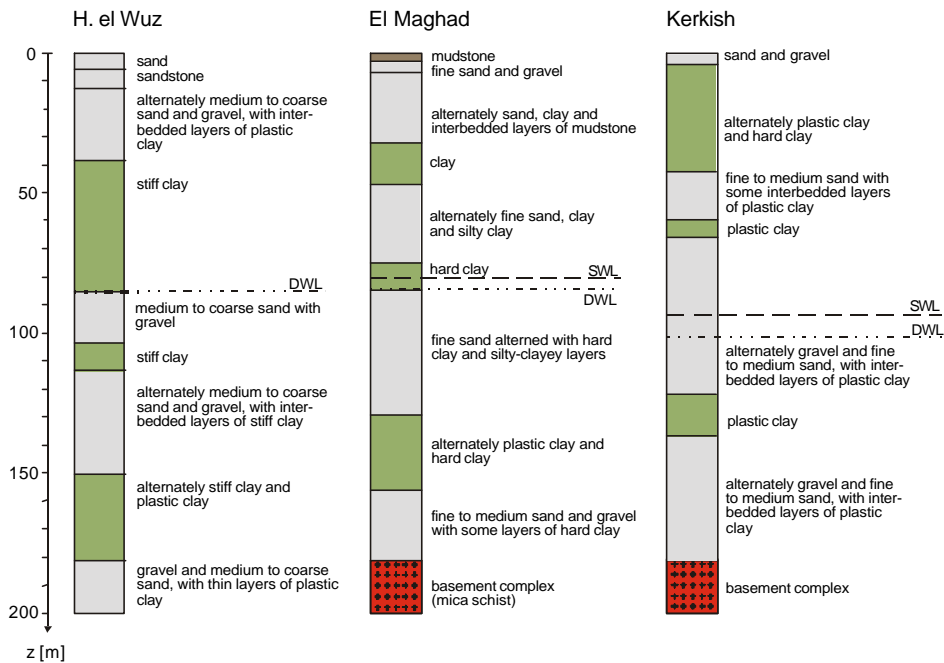 H. el Wuz
El Maghad
Kerkish
0
50
100
150
200
z [m]
sand
sandstone
alternately medium to coarse
sand and gravel, with inter-
bedded layers of plastic
clay
stiff clay
DWL
medium to coarse sand with
gravel
stiff clay
alternately medium to coarse
sand and gravel, with inter-
bedded layers of stiff clay
alternately stiff clay and
plastic clay
gravel and medium to coarse
sand, with thin layers of plastic
clay
mudstone
fine sand and gravel
alternately sand, clay and
interbedded layers of mudstone
clay
alternately fine sand, clay
and silty clay
hard clay
SWL
DWL
fine sand alterned with hard
clay and silty-clayey layers
alternately plastic clay and
hard clay
fine to medium sand and gravel
with some layers of hard clay
basement complex
(mica schist)
sand and gravel
alternately plastic clay
and hard clay
fine to medium sand with
some interbedded layers
of plastic clay
plastic clay
SWL
DWL
alternately gravel and fine
to medium sand, with inter-
bedded layers of plastic clay
plastic clay
alternately gravel and fine
to medium sand, with inter-
bedded layers of plastic
clay
basement complex